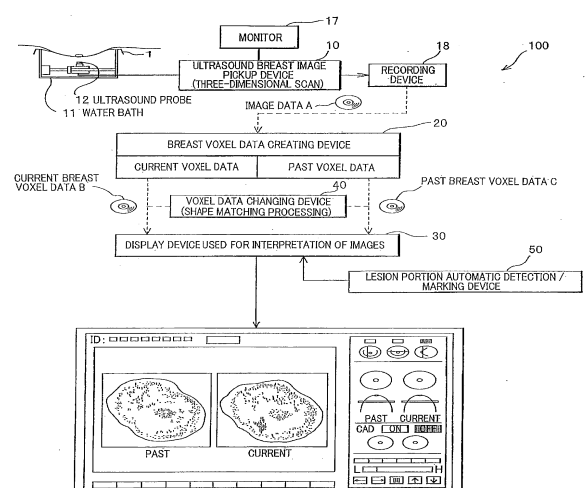 17
MONITOR
10
18
100
1
ULTRASOUND BREAST IMAGE
PICKUP DEVICE
(THREE-DIMENSIONAL SCAN)
RECORDING
DEVICE
12 ULTRASOUND PROBE
11 WATER BATH
IMAGE DATA A
20
BREAST VOXEL DATA CREATING DEVICE
CURRENT VOXEL DATA
PAST VOXEL DATA
CURRENT BREAST
VOXEL DATA B
40
PAST BREAST VOXEL DATA C
VOXEL DATA CHANGING DEVICE
(SHAPE MATCHING PROCESSING)
30
DISPLAY DEVICE USED FOR INTERPRETATION OF IMAGES
50
LESION PORTION AUTOMATIC DETECTION /
MARKING DEVICE
ID:
PAST CURRENT
CAD ON OFF
PAST
CURRENT
L H